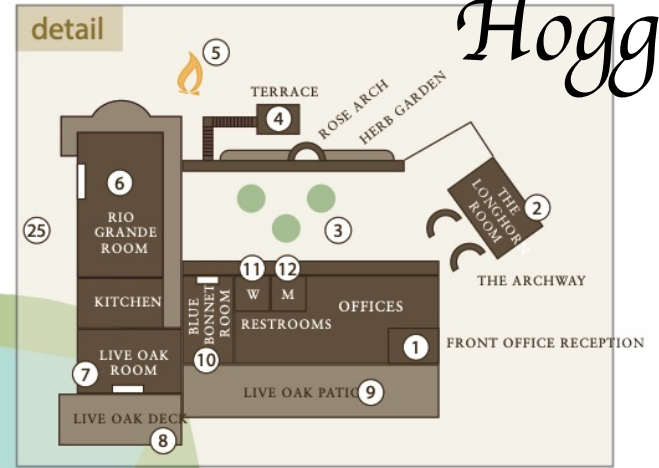 detail
Hogg
5
TERRACE
4
ROSE ARCH
HERB GARDEN
6
RIO
GRANDE
ROOM
25
3
THE
LONGHOR
ROOM
2
THE ARCHWAY
11
12
W
M
KITCHEN
BLUE
BONNET
ROOM
10
RESTROOMS
OFFICES
1
FRONT OFFICE RECEPTION
LIVE OAK
ROOM
7
LIVE OAK PATIO
9
LIVE OAK DECK
8